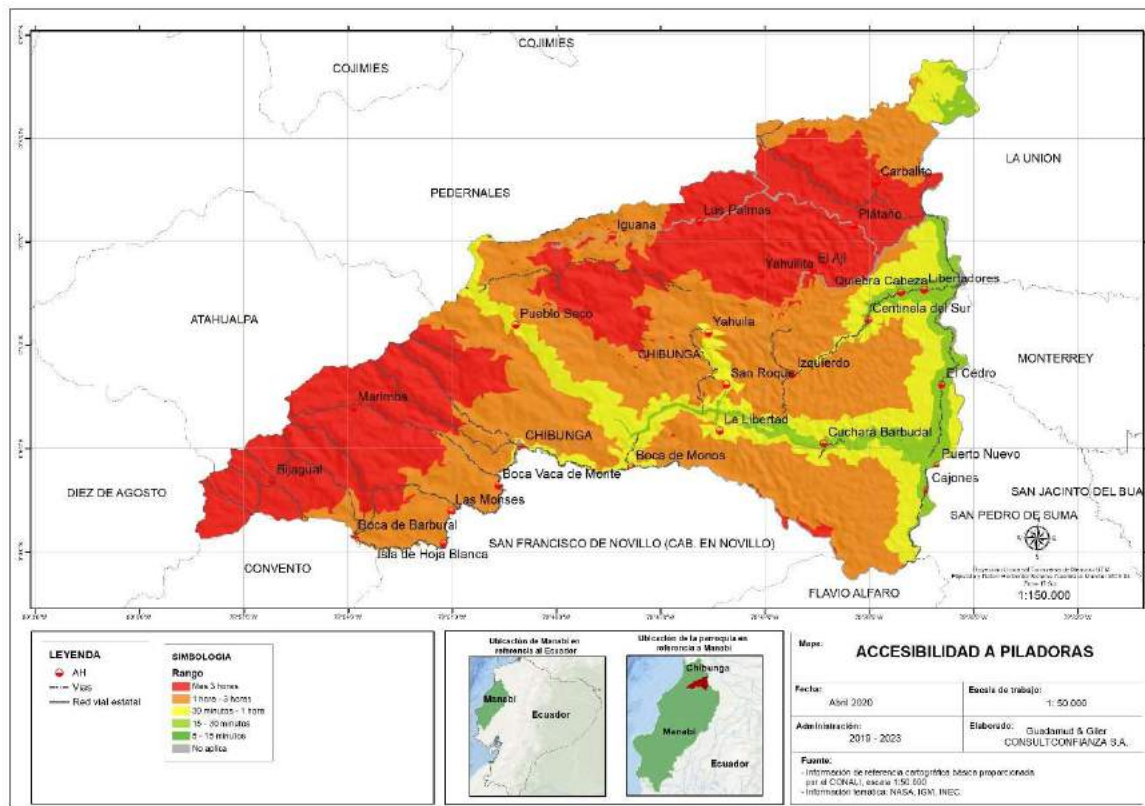 COJIMIES
COJIMIES
LA UNION
Carbalito
PEDERNALES
Las Palmas
Plátano
Iguana
Yahuilito
El Ají
Quiebra Cabeza
Libertadores
ATAHUALPA
Pueblo Seco
Yahuila
Centinela del Sur
CHIBUNGA
MONTERREY
San Roque
Izquierdo
El Cedro
Marimba
La Libertad
CHIBUNGA
Cuchara Barbudal
Boca de Monos
Puerto Nuevo
Bijagual
Boca Vaca de Monte
Cajones
DIEZ DE AGOSTO
SAN JACINTO DEL BUA
Las Monses
SAN PEDRO DE SUMA
Boca de Barbural
Isla de Hoja Blanca
SAN FRANCISCO DE NOVILLO (CAB. EN NOVILLO)
CONVENTO
FLAVIO ALFARO
1:150.000
LEYENDA
AH
Vias
Red vial estatal
SIMBOLOGIA
Rango
Mas 3 horas
1 hora - 3 horas
30 minutos - 1 hora
15 - 30 minutos
5 - 15 minutos
No aplica
Ubicación de Manabí en
referencia al Ecuador
Manabí
Ecuador
Ubicación de la parroquia en
referencia a Manabí
Chibunga
Manabí
Ecuador
Mapa:
ACCESIBILIDAD A PILADORAS
Fecha:
Abril 2020
Escala de trabajo:
1: 50.000
Administración:
2019 - 2023
Elaborado:
Guadamud & Giler
CONSULTCONFIANZA S.A.
Fuente:
- Información de referencia cartográfica básica proporcionada
por el CONALI, escala 1:50.000
- Información temática: NASA, IGM, INEC.